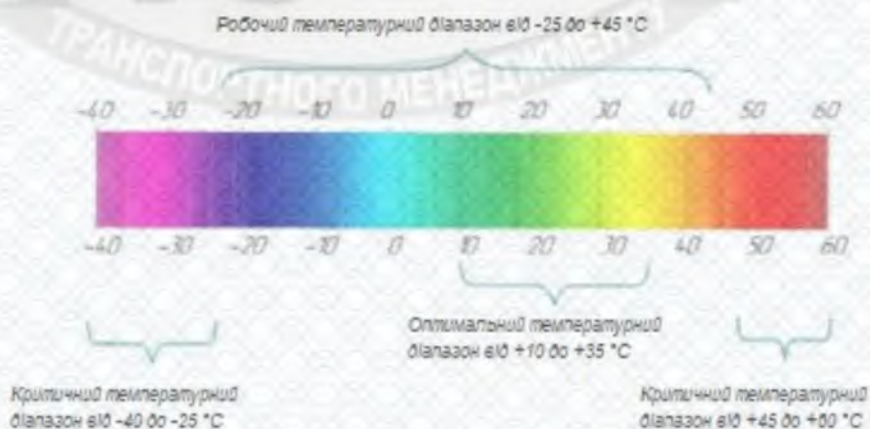 Робочий температурний діапазон від -25 до +45 °C
ТРАНСПОРТНОГО МЕНЕДЖМЕНТУ
-40 -30 -20 -10 0 10 20 30 40 50 60
-40 -30 -20 -10 0 10 20 30 40 50 60
Оптимальний температурний
діапазон від +10 до +35 °C
Критичний температурний
діапазон від -40 до -25 °C
Критичний температурний
діапазон від +45 до +60 °C